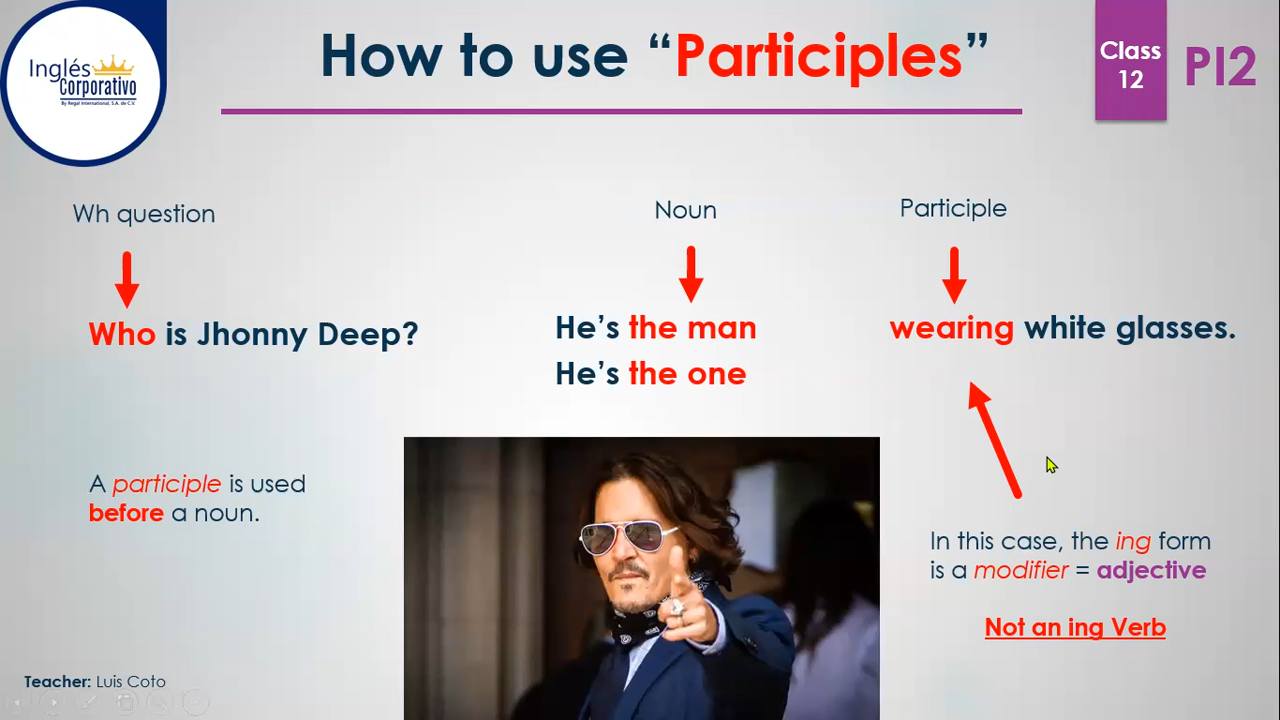 Inglés
Corporativo
By Regal International, S.A. de C.V.
How to use “Participles”
Class
12
PI2
Wh question
Noun
Participle
Who is Jhonny Deep?
He’s the man
wearing white glasses.
He’s the one
A participle is used
before a noun.
In this case, the ing form
is a modifier = adjective
Not an ing Verb
Teacher: Luis Coto